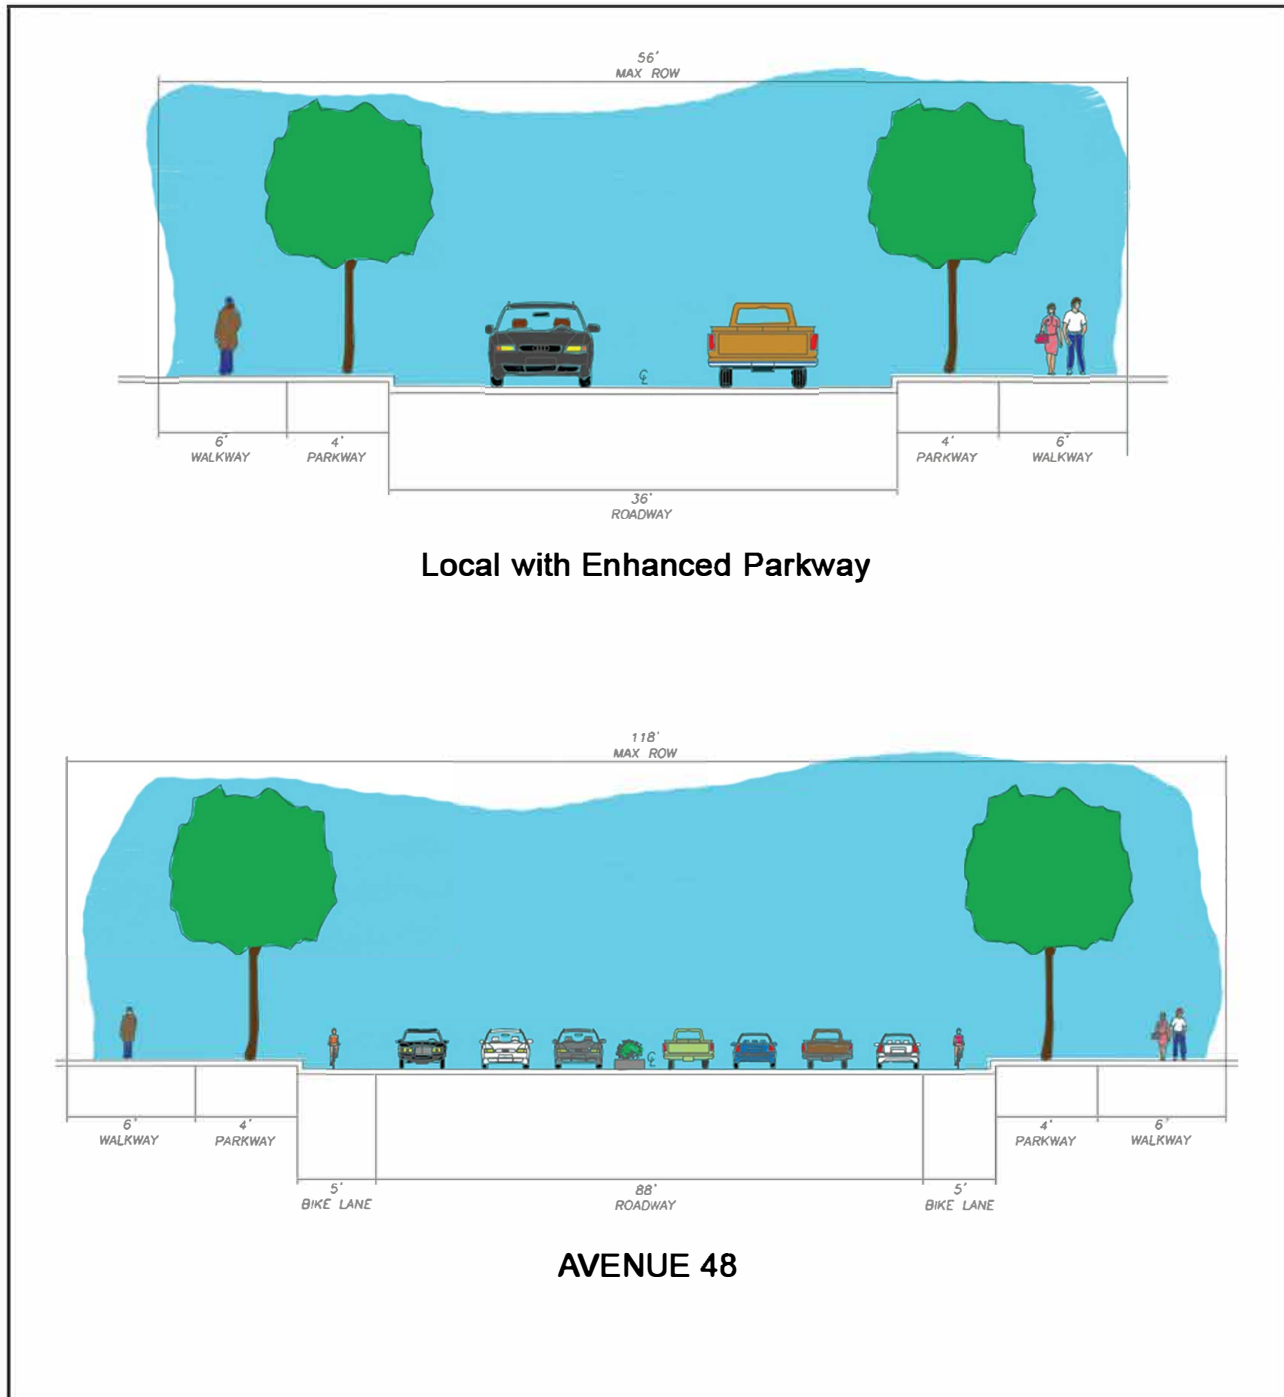 56'
MAX ROW
℄
6'
WALKWAY
4'
PARKWAY
4'
PARKWAY
6'
WALKWAY
36'
ROADWAY
Local with Enhanced Parkway
118'
MAX ROW
℄
6'
WALKWAY
4'
PARKWAY
4'
PARKWAY
6'
WALKWAY
5'
BIKE LANE
88'
ROADWAY
5'
BIKE LANE
AVENUE 48